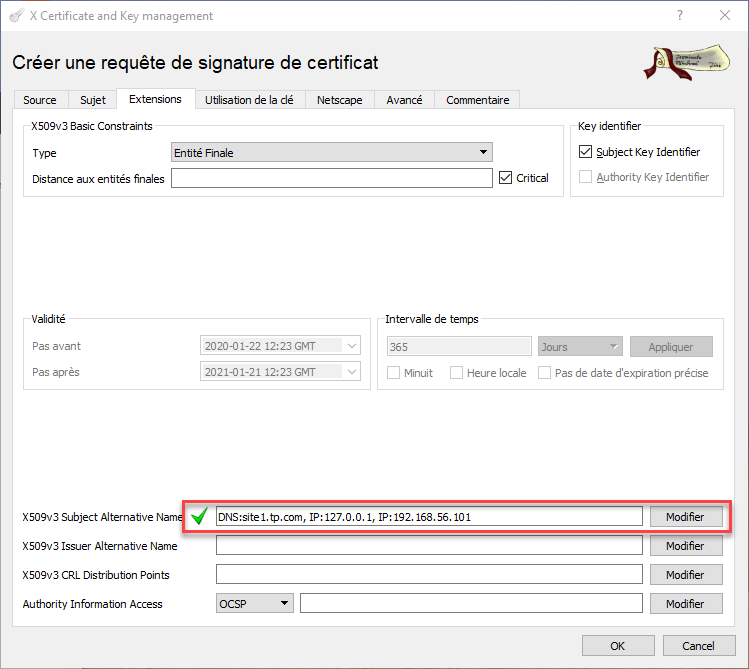 X Certificate and Key management
?
Créer une requête de signature de certificat
Source Sujet Extensions Utilisation de la clé Netscape Avancé Commentaire
X509v3 Basic Constraints
Type Entité Finale
Distance aux entités finales Critical
Key identifier
Subject Key Identifier
Authority Key Identifier
Validité
Pas avant 2020-01-22 12:23 GMT
Pas après 2021-01-21 12:23 GMT
Intervalle de temps
365 Jours Appliquer
Minuit Heure locale Pas de date d'expiration précise
X509v3 Subject Alternative Name DNS:site1.tp.com, IP:127.0.0.1, IP:192.168.56.101 Modifier
X509v3 Issuer Alternative Name Modifier
X509v3 CRL Distribution Points Modifier
Authority Information Access OCSP Modifier
OK Cancel